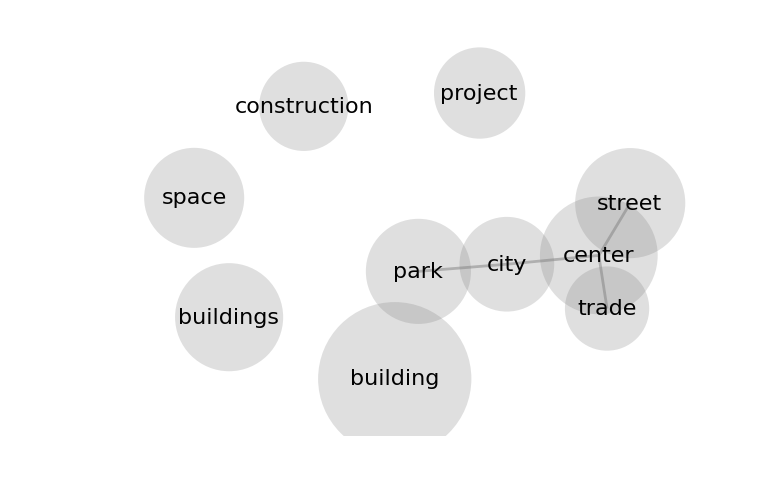 project
construction
space
street
center
city
park
trade
buildings
building